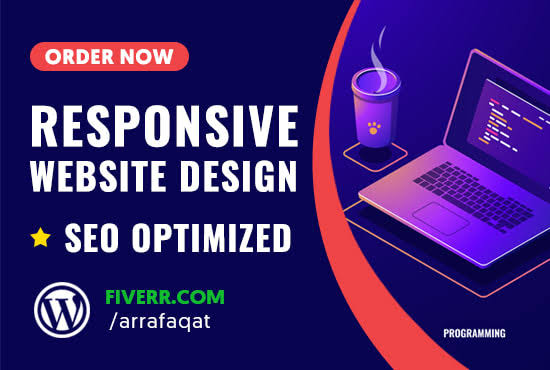 ORDER NOW
RESPONSIVE
WEBSITE DESIGN
SEO OPTIMIZED
FIVERR.COM
/arrafaqat
PROGRAMMING